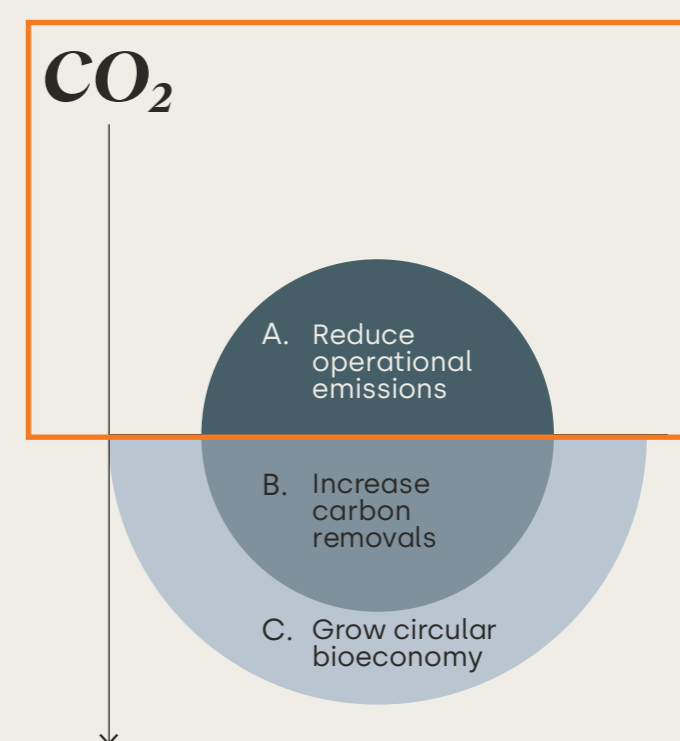 CO₂
A. Reduce
operational
emissions
B. Increase
carbon
removals
C. Grow circular
bioeconomy